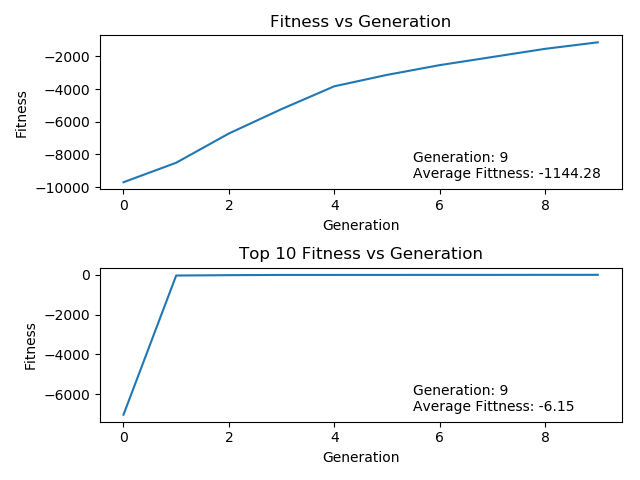 Fitness vs Generation
−2000
−4000
−6000
−8000
−10000
Fitness
Generation: 9
Average Fittness: -1144.28
0 2 4 6 8
Generation
Top 10 Fitness vs Generation
0
−2000
−4000
−6000
Fitness
Generation: 9
Average Fittness: -6.15
0 2 4 6 8
Generation